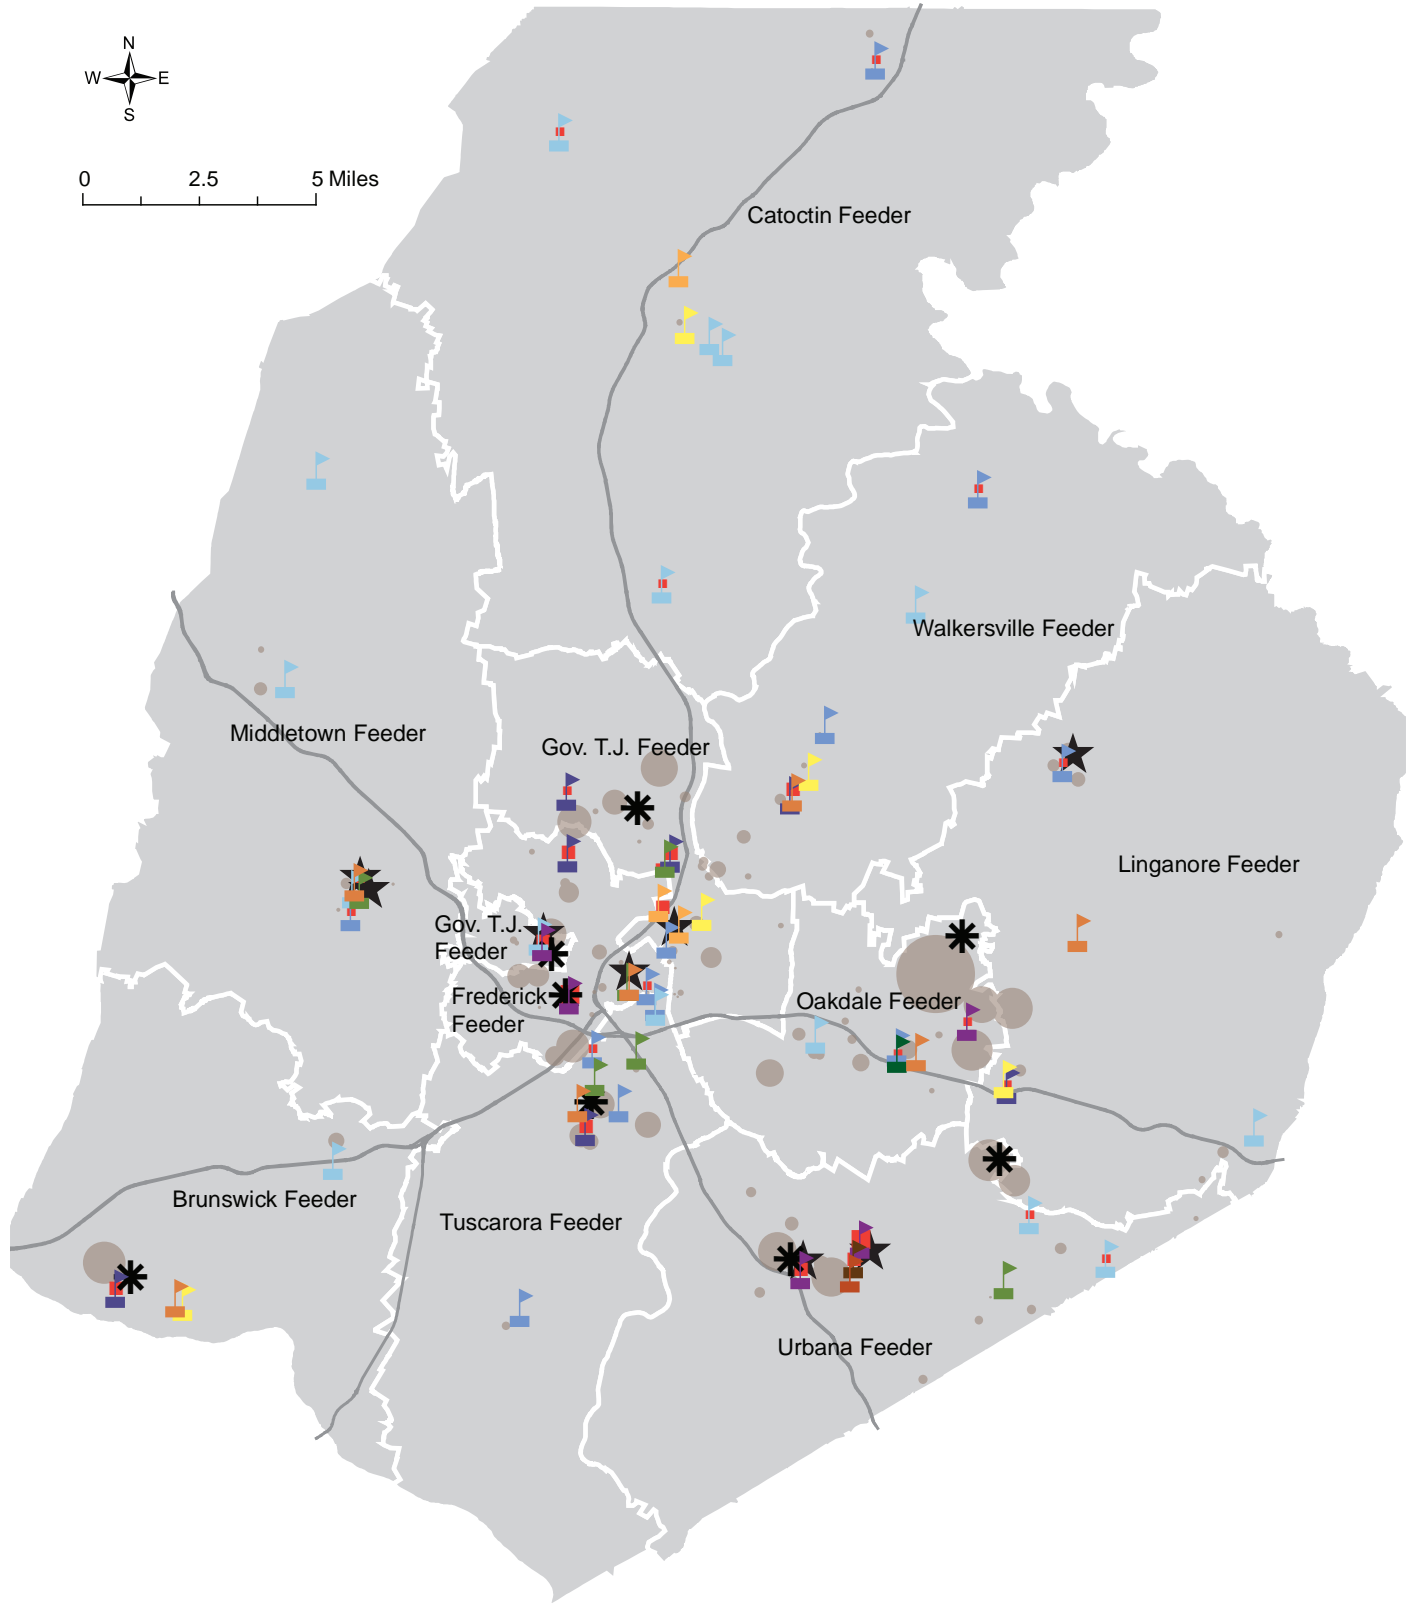 N
W E
S
0 2.5 5 Miles
Catoctin Feeder
Walkersville Feeder
Middletown Feeder
Gov. T.J. Feeder
Linganore Feeder
Gov. T.J.
Feeder
Frederick
Feeder
Oakdale Feeder
Brunswick Feeder
Tuscarora Feeder
Urbana Feeder